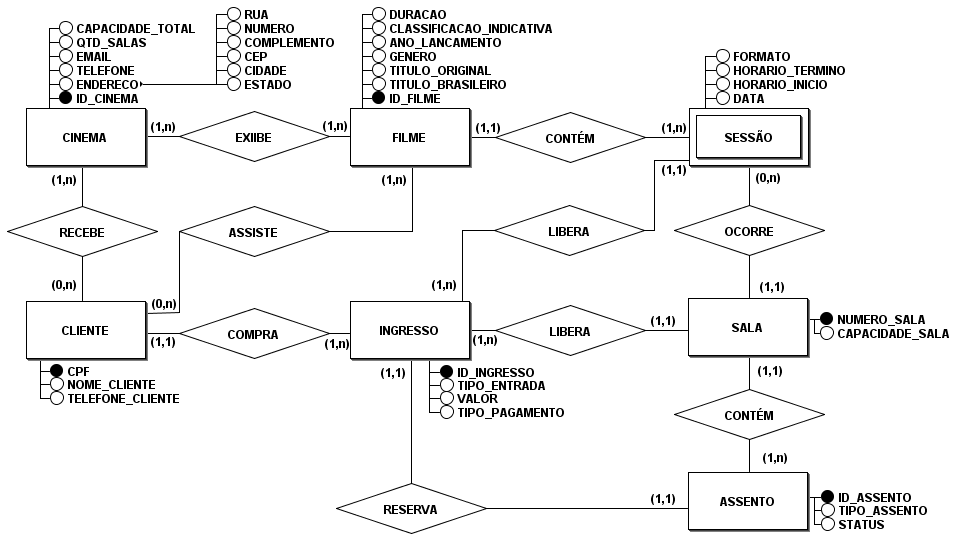 CAPACIDADE_TOTAL
QTD_SALAS
EMAIL
TELEFONE
ENDERECO
ID_CINEMA
RUA
NUMERO
COMPLEMENTO
CEP
CIDADE
ESTADO
DURACAO
CLASSIFICACAO_INDICATIVA
ANO_LANCAMENTO
GENERO
TITULO_ORIGINAL
TITULO_BRASILEIRO
ID_FILME
FORMATO
HORARIO_TERMINO
HORARIO_INICIO
DATA
CINEMA
(1,n)
EXIIBE
(1,n)
FILME
(1,1)
CONTÉM
(1,n)
SESSÃO
(1,n)
(1,n)
(1,1)
(0,n)
RECEBE
ASSISTE
LIBERA
OCORRE
(0,n)
(0,n)
(1,n)
(1,1)
CLIENTE
(1,1)
COMPRA
(1,n)
INGRESSO
(1,n)
LIBERA
(1,1)
SALA
NUMERO_SALA
CAPACIDADE_SALA
CPF
NOME_CLIENTE
TELEFONE_CLIENTE
(1,1)
ID_INGRESSO
TIPO_ENTRADA
VALOR
TIPO_PAGAMENTO
(1,1)
CONTÉM
(1,n)
RESERVA
(1,1)
ASSENTO
ID_ASSENTO
TIPO_ASSENTO
STATUS